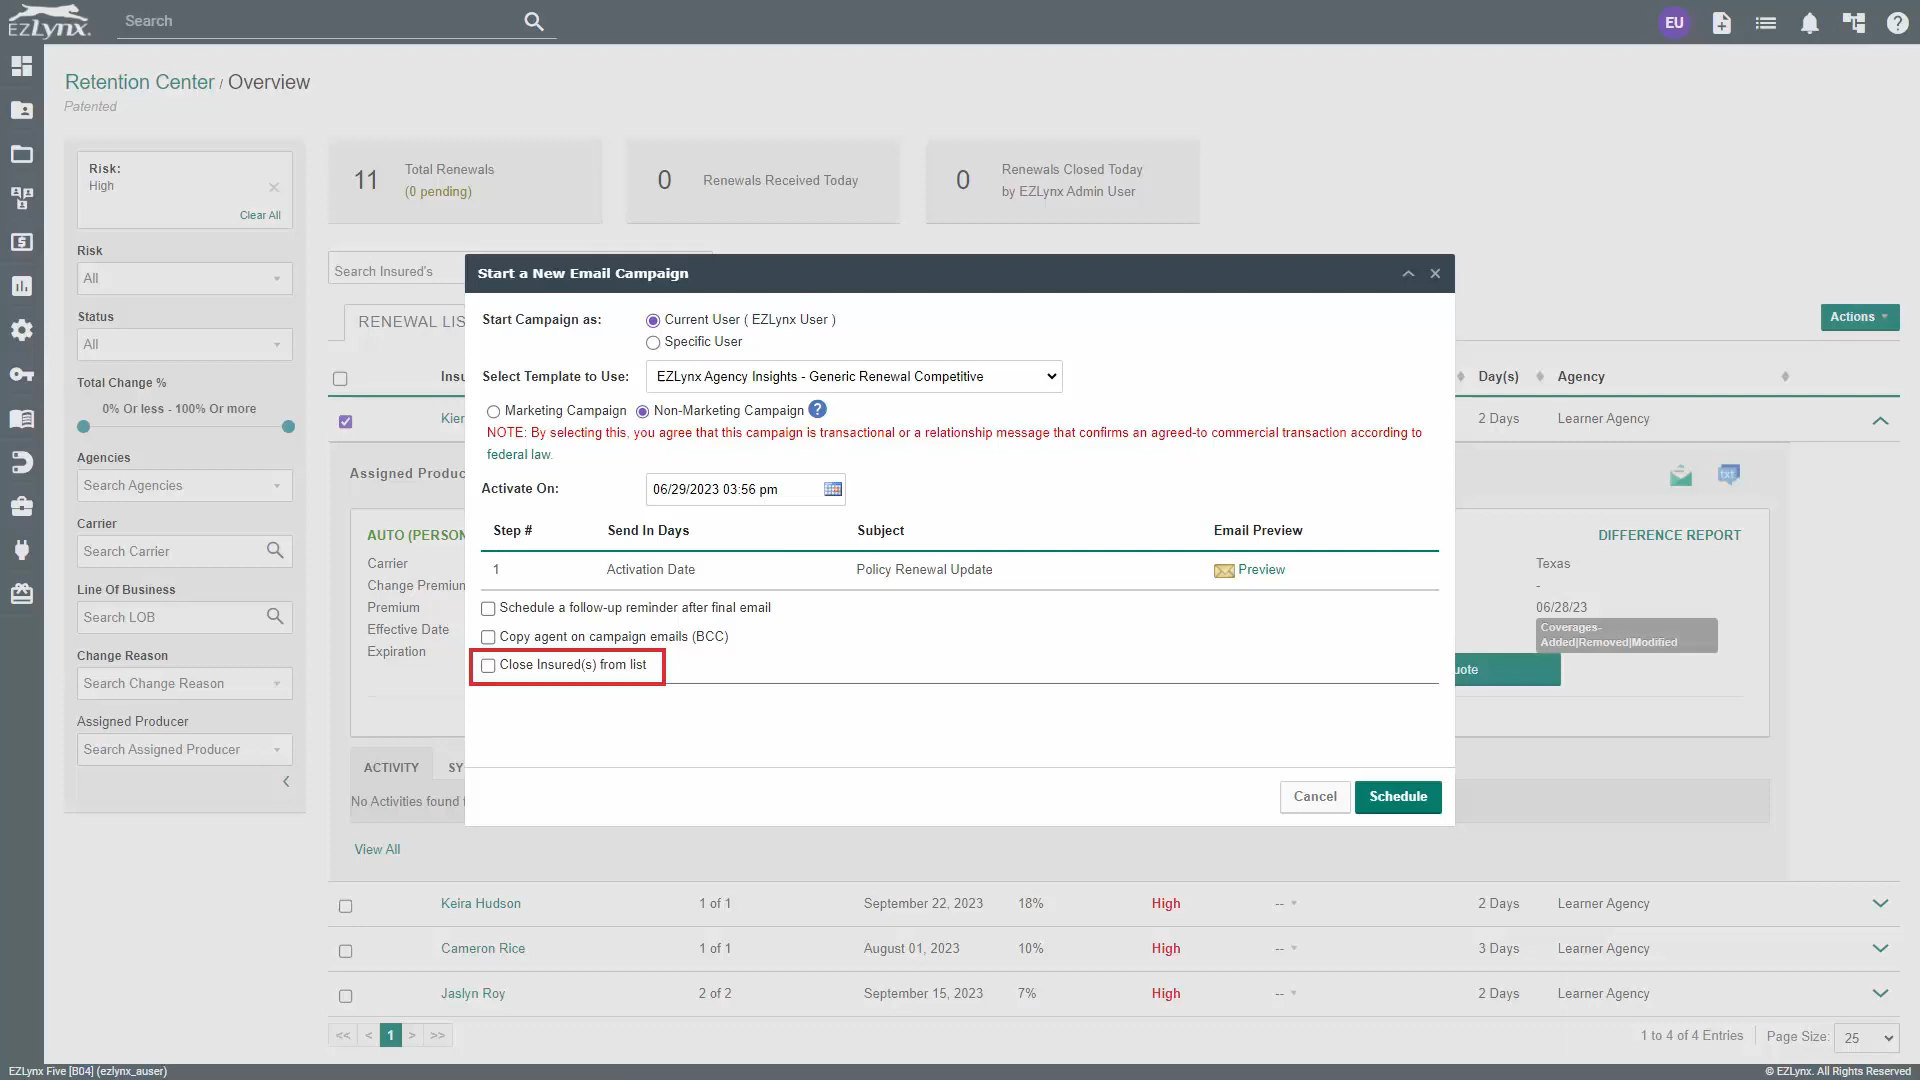 EZLynx
Search
EU
Retention Center / Overview
Patented
Risk:
High
Clear All
Risk
All
Status
All
Total Change %
0% Or less - 100% Or more
Agencies
Search Agencies
Carrier
Search Carrier
Line Of Business
Search LOB
Change Reason
Search Change Reason
Assigned Producer
Search Assigned Producer
11
Total Renewals
(0 pending)
0
Renewals Received Today
0
Renewals Closed Today
by EZLynx Admin User
Search Insured's
RENEWAL LIS
Actions
Insu
Day(s)
Agency
Kier
2 Days
Learner Agency
Assigned Produc
txt
AUTO (PERSON
DIFFERENCE REPORT
Carrier
Texas
Change Premium
-
Premium
06/28/23
Effective Date
Coverages-
Added|Removed|Modified
Expiration
uote
ACTIVITY
SY
No Activities found f
View All
Start a New Email Campaign
Start Campaign as:
Current User ( EZLynx User )
Specific User
Select Template to Use:
EZLynx Agency Insights - Generic Renewal Competitive
Marketing Campaign
Non-Marketing Campaign
?
NOTE: By selecting this, you agree that this campaign is transactional or a relationship message that confirms an agreed-to commercial transaction according to
federal law.
Activate On:
06/29/2023 03:56 pm
Step # Send In Days Subject Email Preview
1 Activation Date Policy Renewal Update Preview
Schedule a follow-up reminder after final email
Copy agent on campaign emails (BCC)
Close Insured(s) from list
Cancel
Schedule
Keira Hudson 1 of 1 September 22, 2023 18% High -- 2 Days Learner Agency
Cameron Rice 1 of 1 August 01, 2023 10% High -- 3 Days Learner Agency
Jaslyn Roy 2 of 2 September 15, 2023 7% High -- 2 Days Learner Agency
<< < 1 > >>
1 to 4 of 4 Entries
Page Size: 25
EZLynx Five [B04] (ezlynx_auser)
© EZLynx. All Rights Reserved